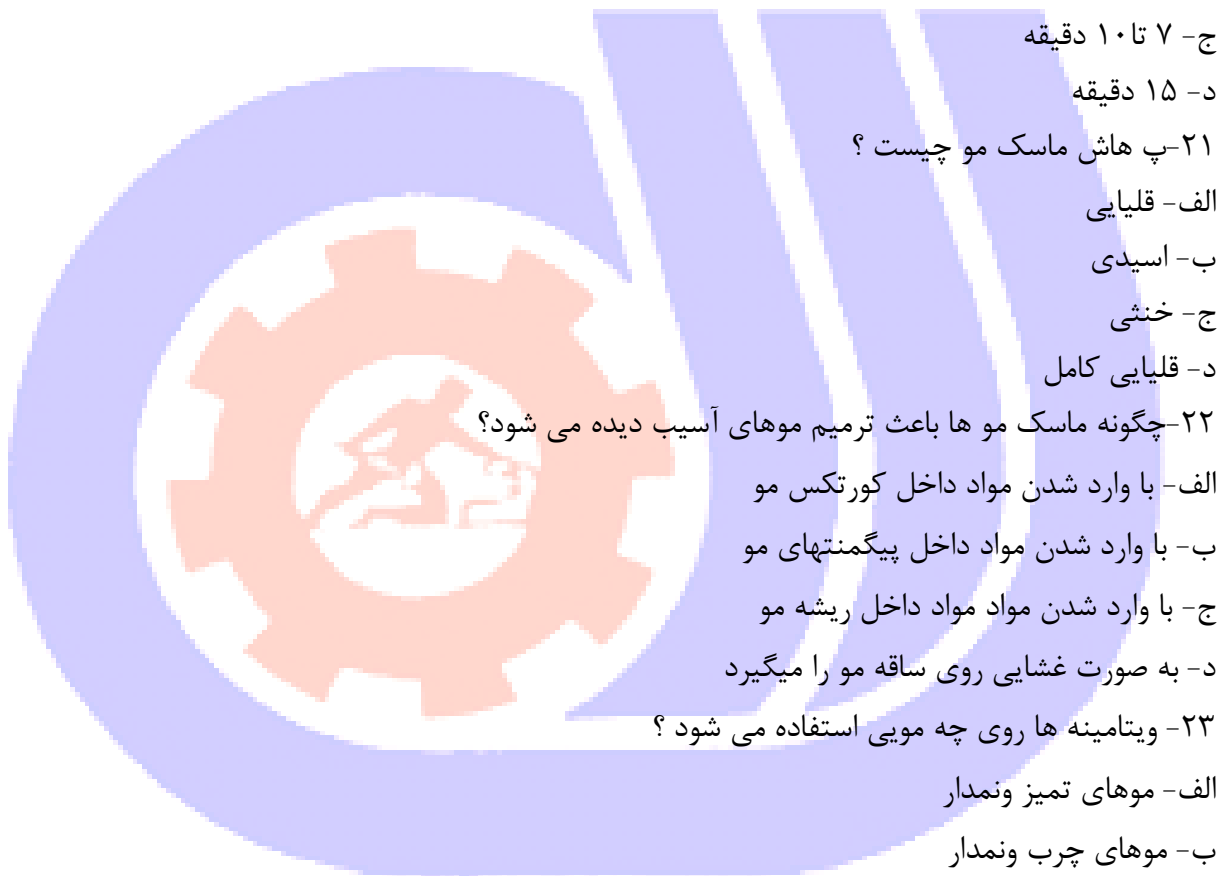 ج- ۷ تا۱۰ دقیقه
د- ۱۵ دقیقه
۲۱-پ هاش ماسک مو چیست ؟
الف- قلیایی
ب- اسیدی
ج- خنثی
د- قلیایی کامل
۲۲-چگونه ماسک مو ها باعث ترمیم موهای آسیب دیده می شود؟
الف- با وارد شدن مواد داخل کورتکس مو
ب- با وارد شدن مواد داخل پیگمنتهای مو
ج- با وارد شدن مواد مواد داخل ریشه مو
د- به صورت غشایی روی ساقه مو را میگیرد
۲۳- ویتامینه ها روی چه مویی استفاده می شود ؟
الف- موهای تمیز ونمدار
ب- موهای چرب ونمدار